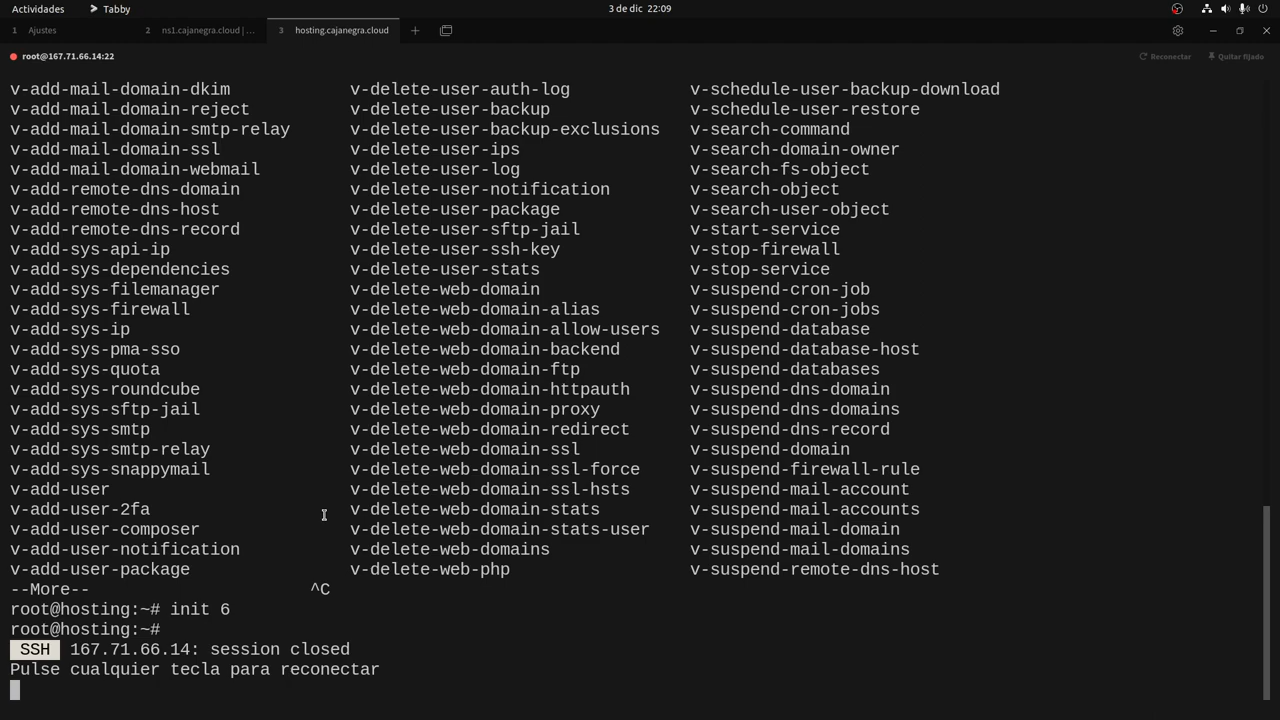 Actividades Tabby 3 de dic 22:09
1 Ajustes 2 ns1.cajanegra.cloud | ... 3 hosting.cajanegra.cloud
root@167.71.66.14:22 Reconectar Quitar fijado
v-add-mail-domain-dkim v-delete-user-auth-log v-schedule-user-backup-download
v-add-mail-domain-reject v-delete-user-backup v-schedule-user-restore
v-add-mail-domain-smtp-relay v-delete-user-backup-exclusions v-search-command
v-add-mail-domain-ssl v-delete-user-ips v-search-domain-owner
v-add-mail-domain-webmail v-delete-user-log v-search-fs-object
v-add-remote-dns-domain v-delete-user-notification v-search-object
v-add-remote-dns-host v-delete-user-package v-search-user-object
v-add-remote-dns-record v-delete-user-sftp-jail v-start-service
v-add-sys-api-ip v-delete-user-ssh-key v-stop-firewall
v-add-sys-dependencies v-delete-user-stats v-stop-service
v-add-sys-filemanager v-delete-web-domain v-suspend-cron-job
v-add-sys-firewall v-delete-web-domain-alias v-suspend-cron-jobs
v-add-sys-ip v-delete-web-domain-allow-users v-suspend-database
v-add-sys-pma-sso v-delete-web-domain-backend v-suspend-database-host
v-add-sys-quota v-delete-web-domain-ftp v-suspend-databases
v-add-sys-roundcube v-delete-web-domain-httpauth v-suspend-dns-domain
v-add-sys-sftp-jail v-delete-web-domain-proxy v-suspend-dns-domains
v-add-sys-smtp v-delete-web-domain-redirect v-suspend-dns-record
v-add-sys-smtp-relay v-delete-web-domain-ssl v-suspend-domain
v-add-sys-snappymail v-delete-web-domain-ssl-force v-suspend-firewall-rule
v-add-user v-delete-web-domain-ssl-hsts v-suspend-mail-account
v-add-user-2fa v-delete-web-domain-stats v-suspend-mail-accounts
v-add-user-composer v-delete-web-domain-stats-user v-suspend-mail-domain
v-add-user-notification v-delete-web-domains v-suspend-mail-domains
v-add-user-package v-delete-web-php v-suspend-remote-dns-host
--More-- ^C
root@hosting:~# init 6
root@hosting:~#
SSH 167.71.66.14: session closed
Pulse cualquier tecla para reconectar